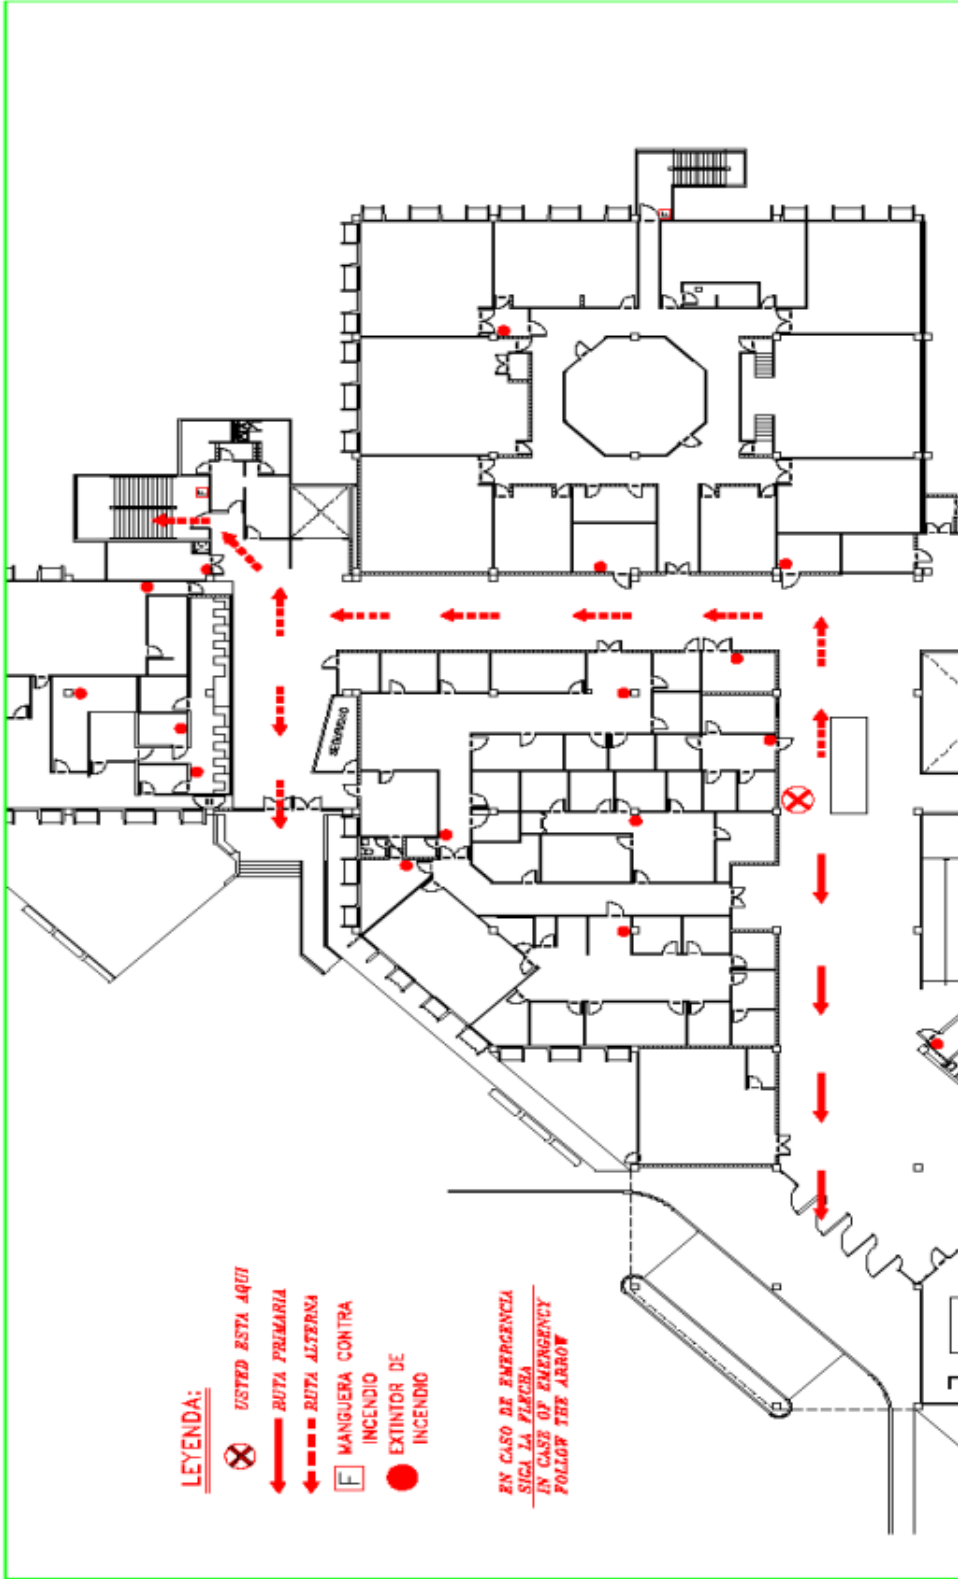 LEYENDA:
USTED ESTA AQUI
RUTA PRIMARIA
RUTA ALTERNA
F
MANGUERA CONTRA
INCENDIO
EXTINTOR DE
INCENDIO
EN CASO DE EMERGENCIA
SIGA LA FLECHA
IN CASE OF EMERGENCY
FOLLOW THE ARROW
SEGURIDAD
F
F